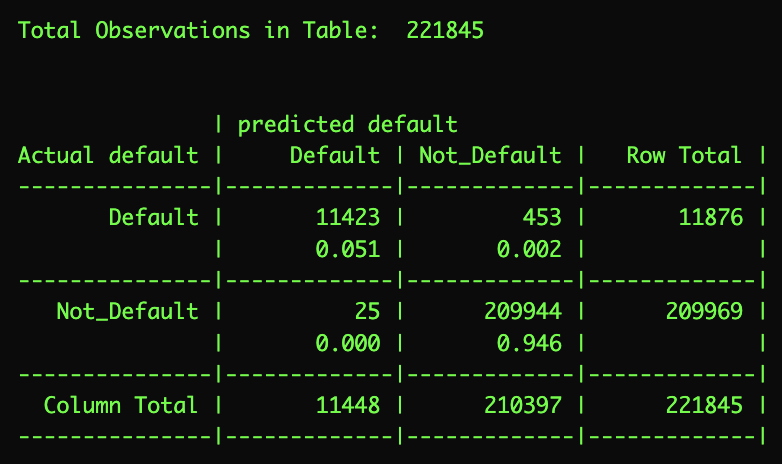 Total Observations in Table:  221845
               | predicted default
Actual default |     Default | Not_Default |   Row Total |
---------------|-------------|-------------|-------------|
       Default |       11423 |         453 |       11876 |
               |       0.051 |       0.002 |             |
---------------|-------------|-------------|-------------|
   Not_Default |          25 |      209944 |      209969 |
               |       0.000 |       0.946 |             |
---------------|-------------|-------------|-------------|
  Column Total |       11448 |      210397 |      221845 |
---------------|-------------|-------------|-------------|